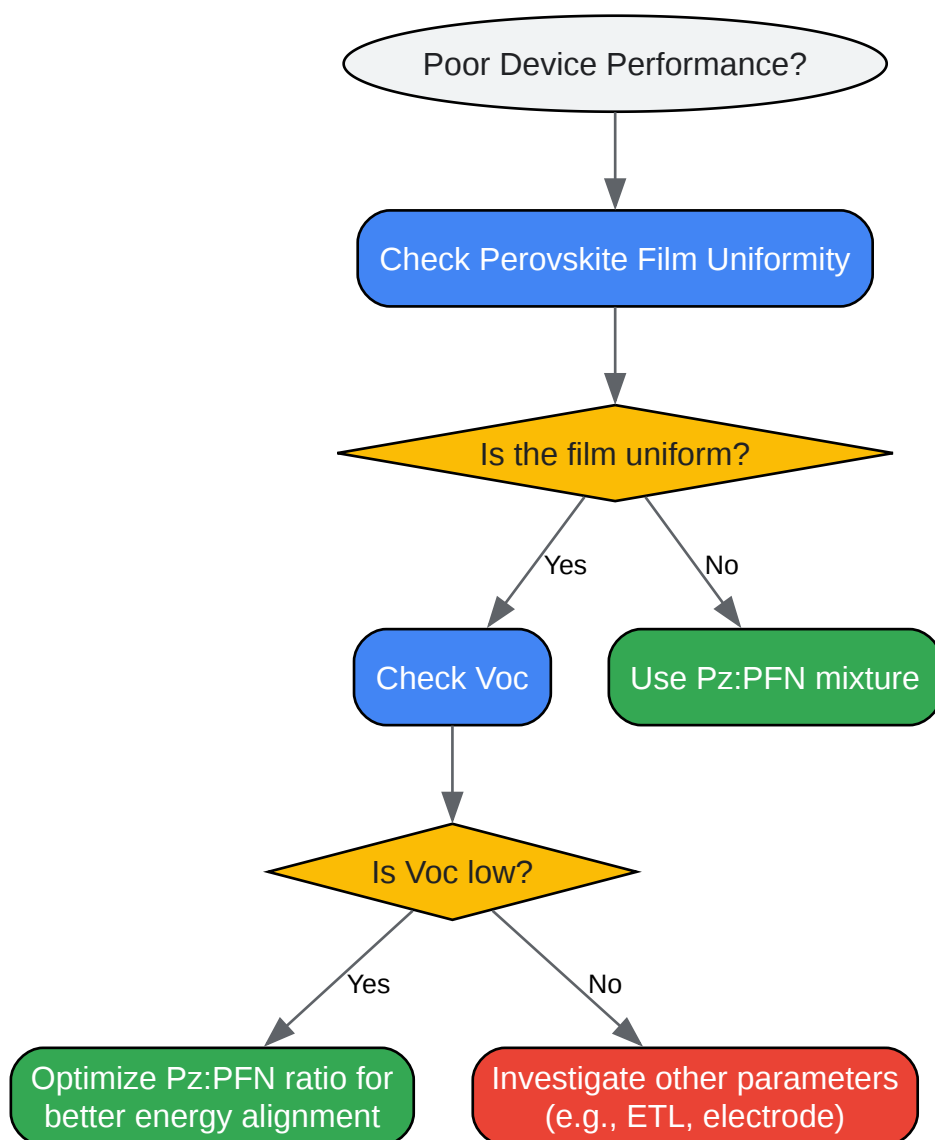 Poor Device Performance?
Check Perovskite Film Uniformity
Is the film uniform?
Yes
No
Check Voc
Use Pz:PFN mixture
Is Voc low?
Yes
No
Optimize Pz:PFN ratio for
better energy alignment
Investigate other parameters
(e.g., ETL, electrode)